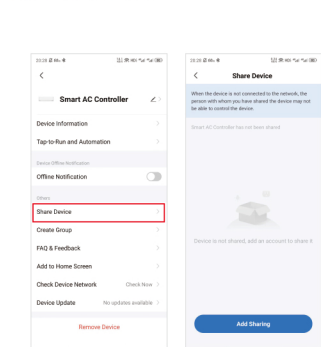 Smart AC Controller
Device Information
Tap-to-Run and Automation
Device Offline Notification
Offline Notification
Others
Share Device
Create Group
FAQ & Feedback
Add to Home Screen
Check Device Network Check Now
Device Update No updates available
Remove Device
Share Device
When the device is not connected to the network, the
person with whom you have shared the device may not
be able to control the device.
Smart AC Controller has not been shared
Device is not shared, add an account to share it
Add Sharing